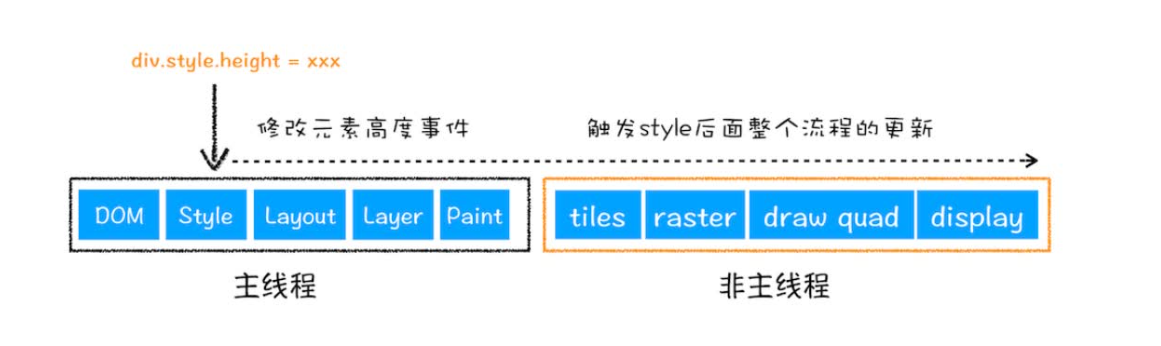 div.style.height = xxx
修改元素高度事件
触发style后面整个流程的更新
DOM Style Layout Layer Paint
tiles raster draw quad display
主线程
非主线程